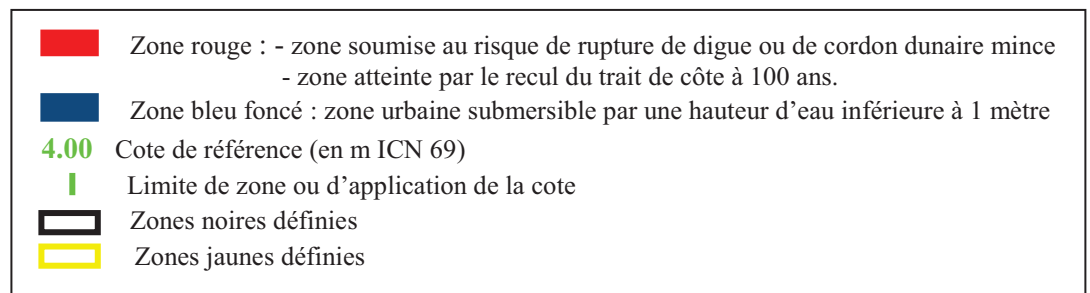 Zone rouge : - zone soumise au risque de rupture de digue ou de cordon dunaire mince
- zone atteinte par le recul du trait de côte à 100 ans.
Zone bleu foncé : zone urbaine submersible par une hauteur d'eau inférieure à 1 mètre
4.00 Cote de référence (en m ICN 69)
Limite de zone ou d'application de la cote
Zones noires définies
Zones jaunes définies